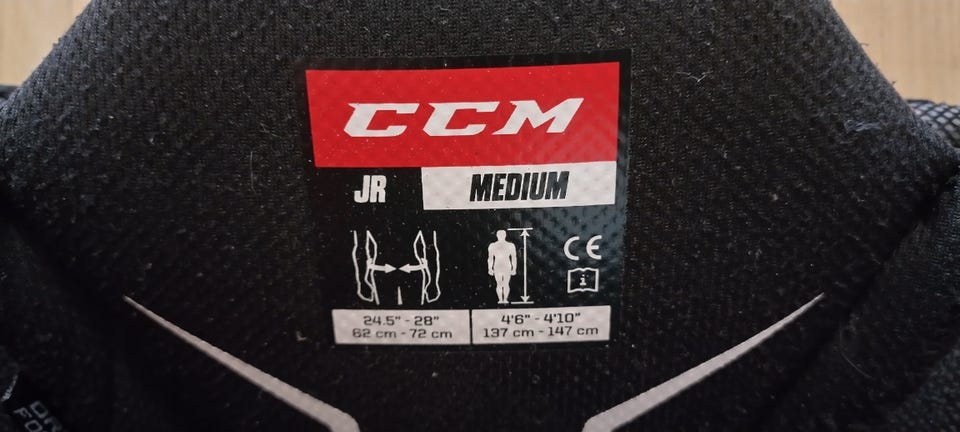 CCM
JR MEDIUM
CE
i
24.5" - 28" 4'6" - 4'10"
62 cm - 72 cm 137 cm - 147 cm